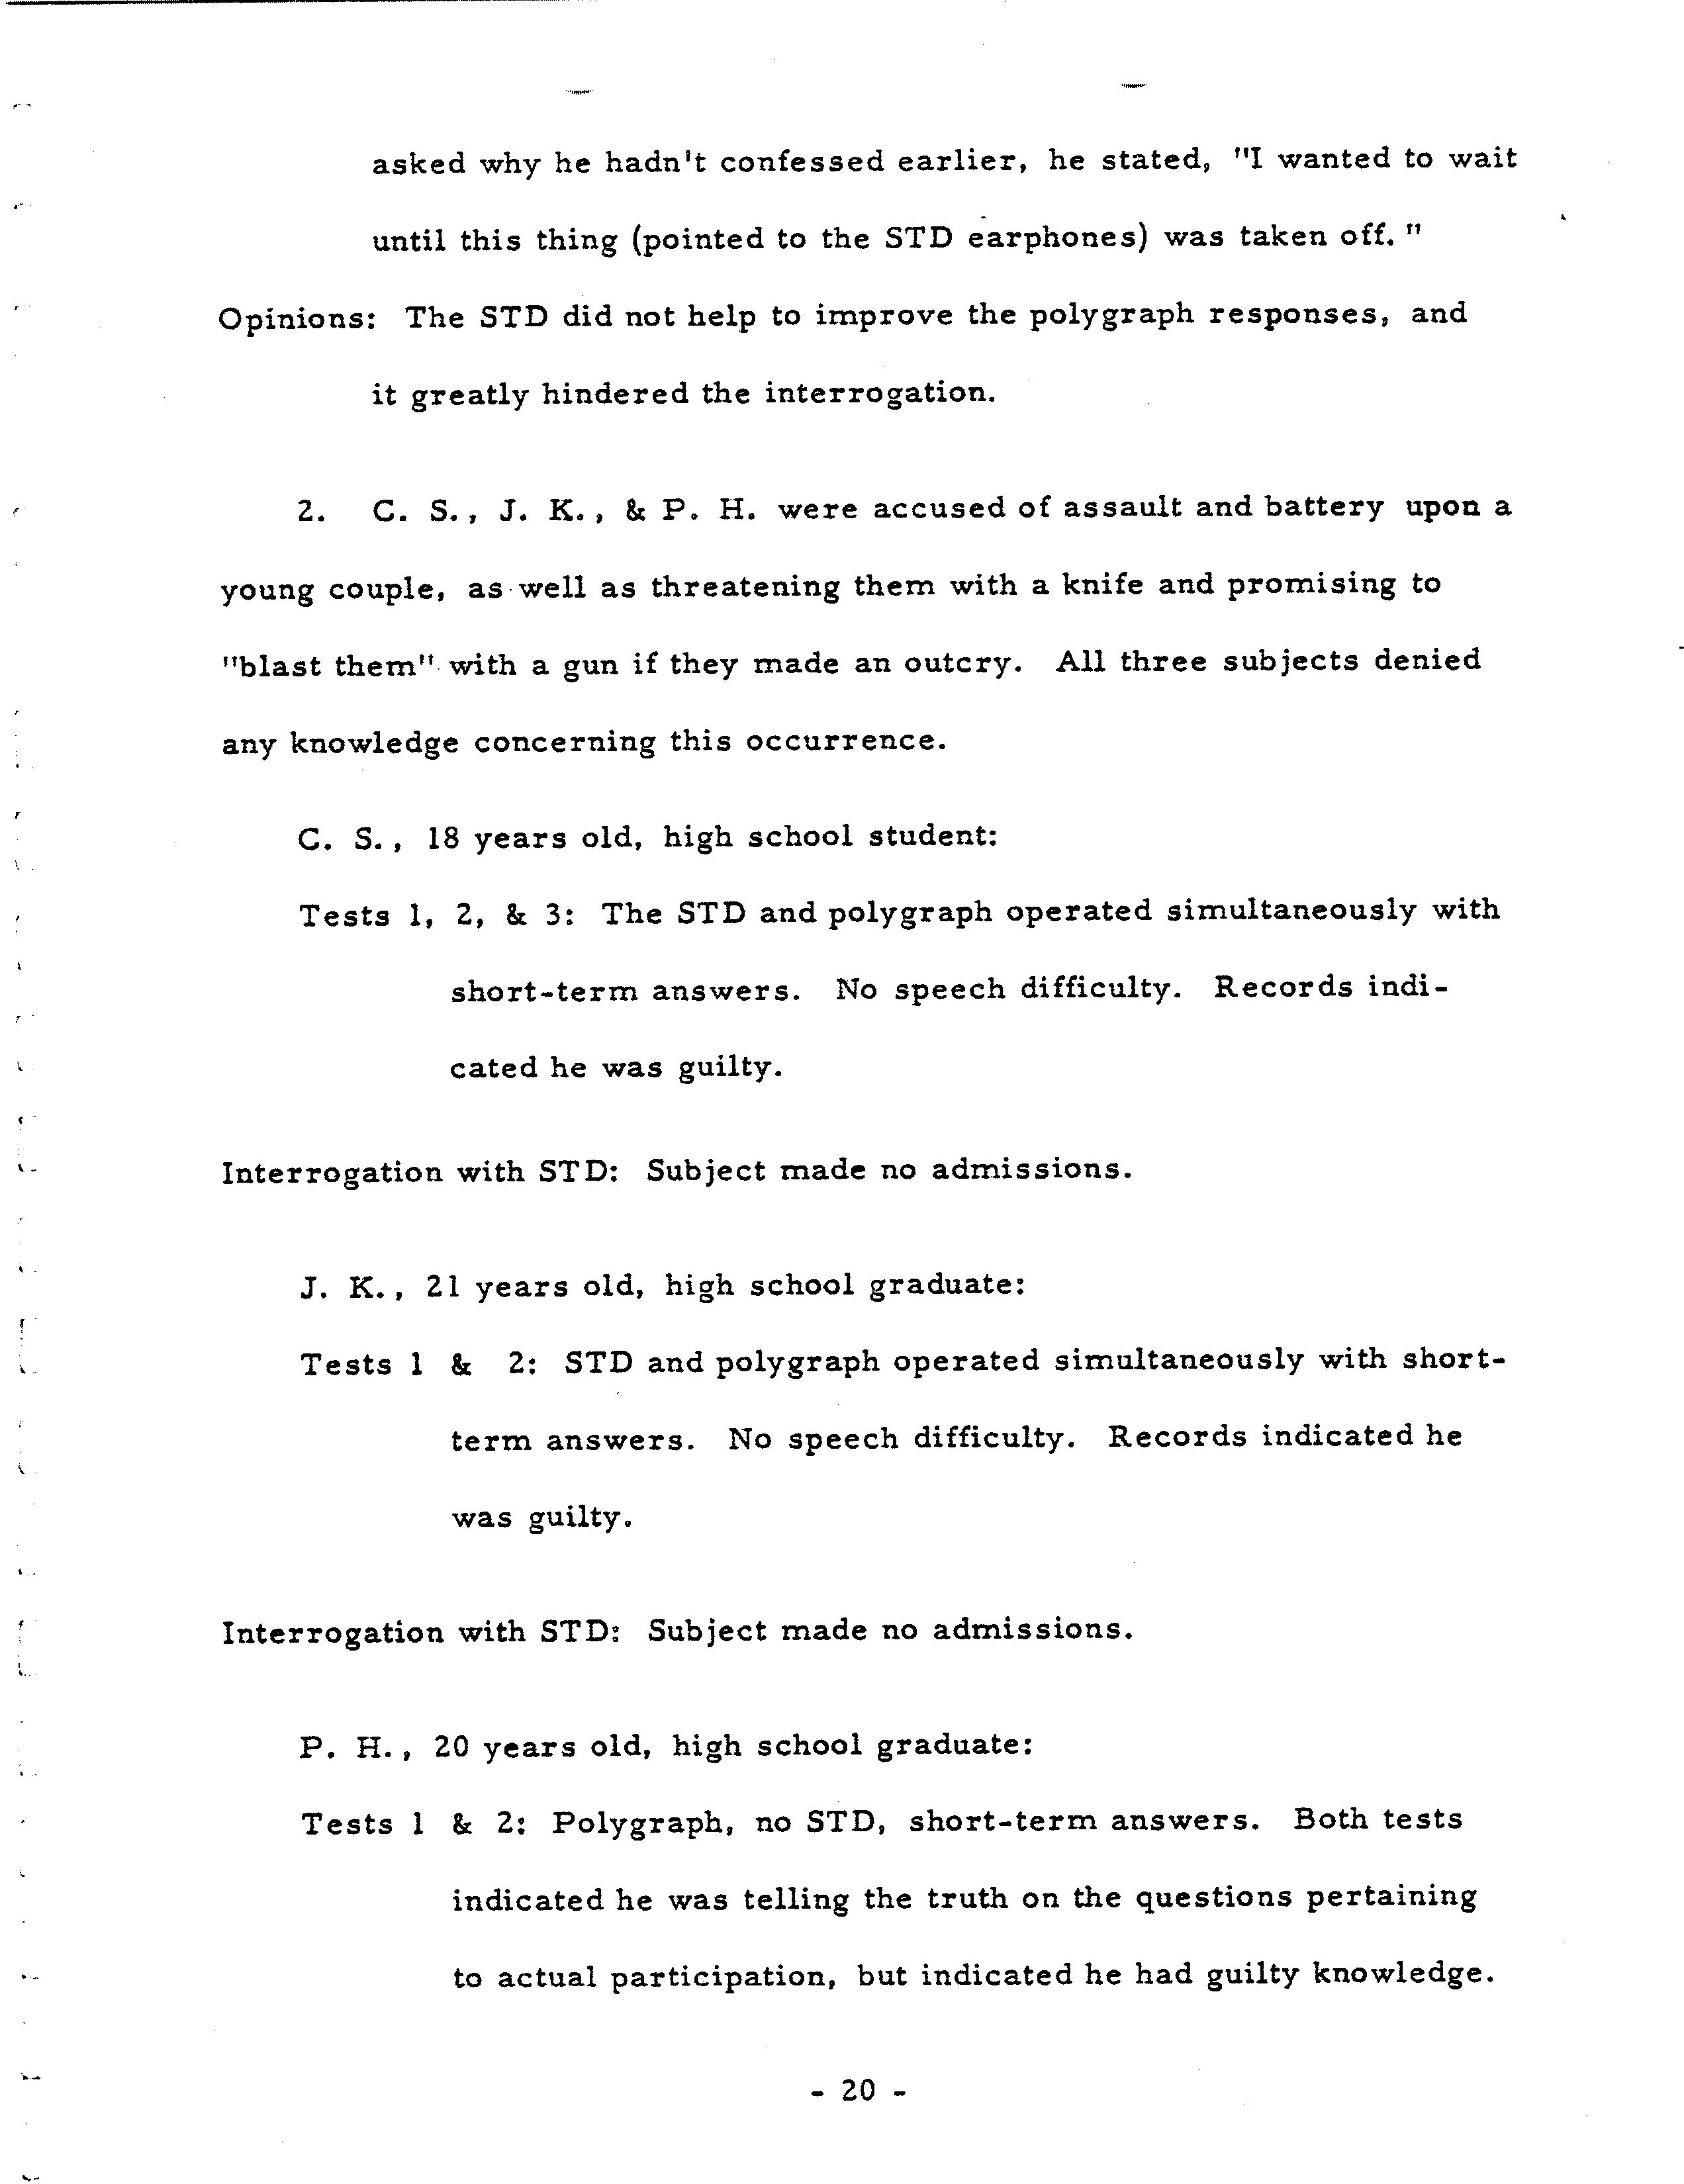 asked why he hadn't confessed earlier, he stated, "I wanted to wait
until this thing (pointed to the STD earphones) was taken off. "
Opinions: The STD did not help to improve the polygraph responses, and
it greatly hindered the interrogation.
2. C. S., J. K., & P. H. were accused of assault and battery upon a
young couple, as well as threatening them with a knife and promising to
"blast them" with a gun if they made an outcry. All three subjects denied
any knowledge concerning this occurrence.
C. S., 18 years old, high school student:
Tests 1, 2, & 3: The STD and polygraph operated simultaneously with
short-term answers. No speech difficulty. Records indi-
cated he was guilty.
Interrogation with STD: Subject made no admissions.
J. K., 21 years old, high school graduate:
Tests 1 & 2: STD and polygraph operated simultaneously with short-
term answers. No speech difficulty. Records indicated he
was guilty.
Interrogation with STD: Subject made no admissions.
P. H., 20 years old, high school graduate:
Tests 1 & 2: Polygraph, no STD, short-term answers. Both tests
indicated he was telling the truth on the questions pertaining
to actual participation, but indicated he had guilty knowledge.
- 20 -